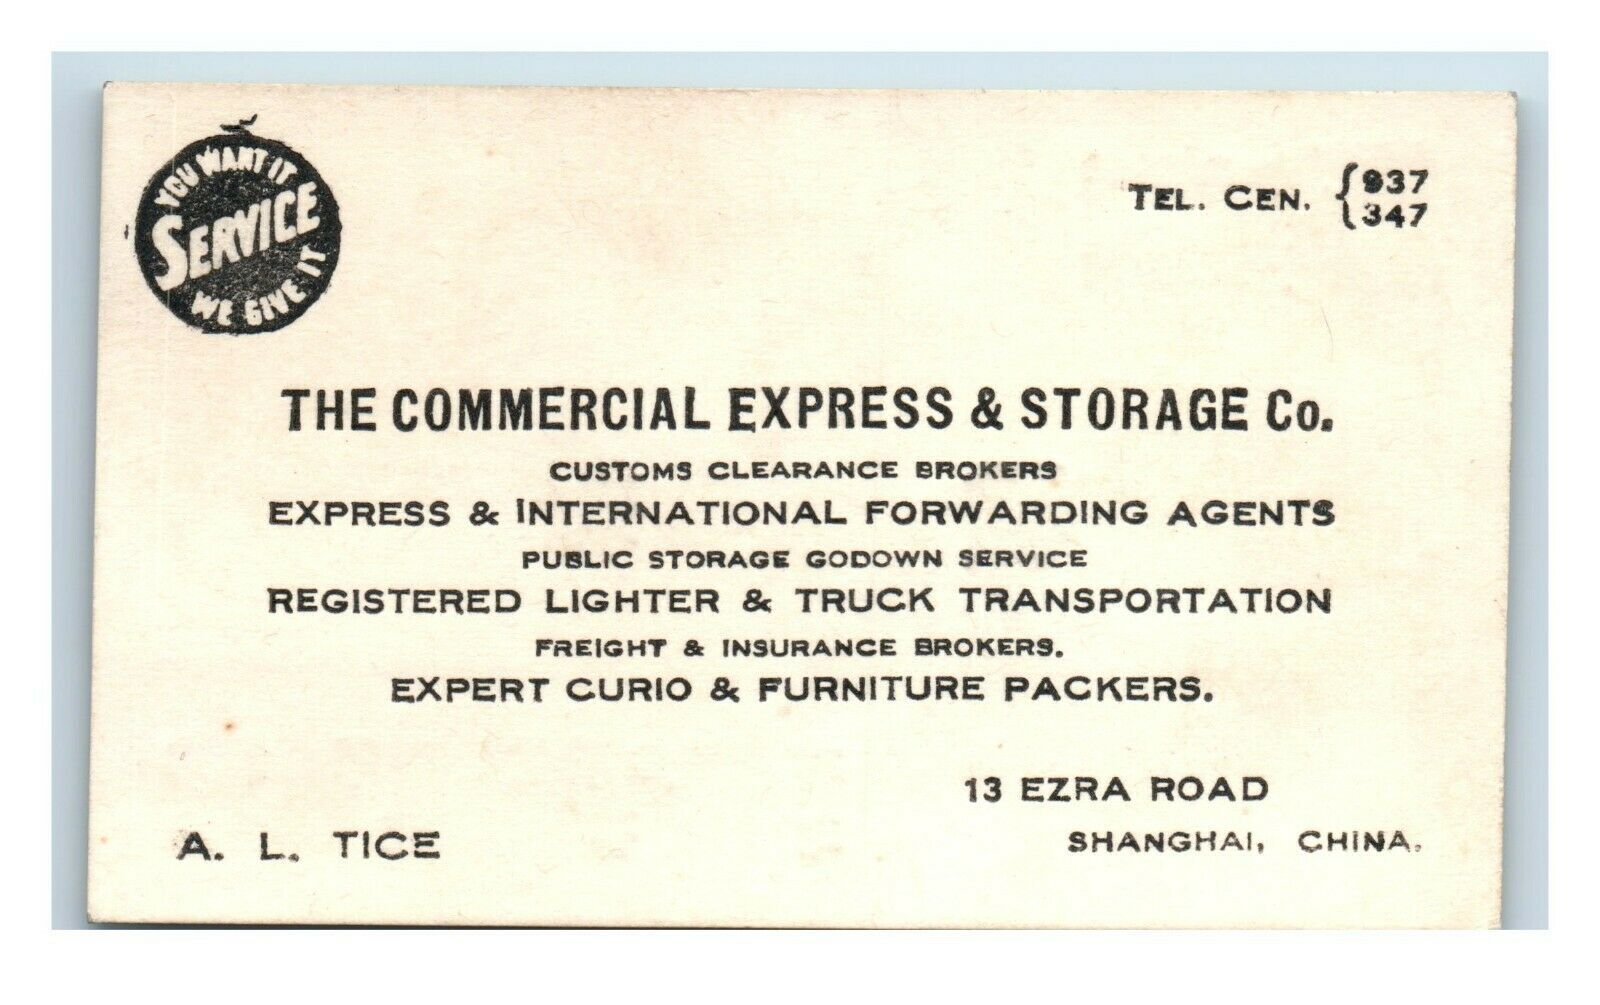 YOU WANT IT
SERVICE
WE GIVE IT
TEL. CEN. { 937
347
THE COMMERCIAL EXPRESS & STORAGE Co.
CUSTOMS CLEARANCE BROKERS
EXPRESS & INTERNATIONAL FORWARDING AGENTS
PUBLIC STORAGE GODOWN SERVICE
REGISTERED LIGHTER & TRUCK TRANSPORTATION
FREIGHT & INSURANCE BROKERS.
EXPERT CURIO & FURNITURE PACKERS.
13 EZRA ROAD
A. L. TICE
SHANGHAI, CHINA.